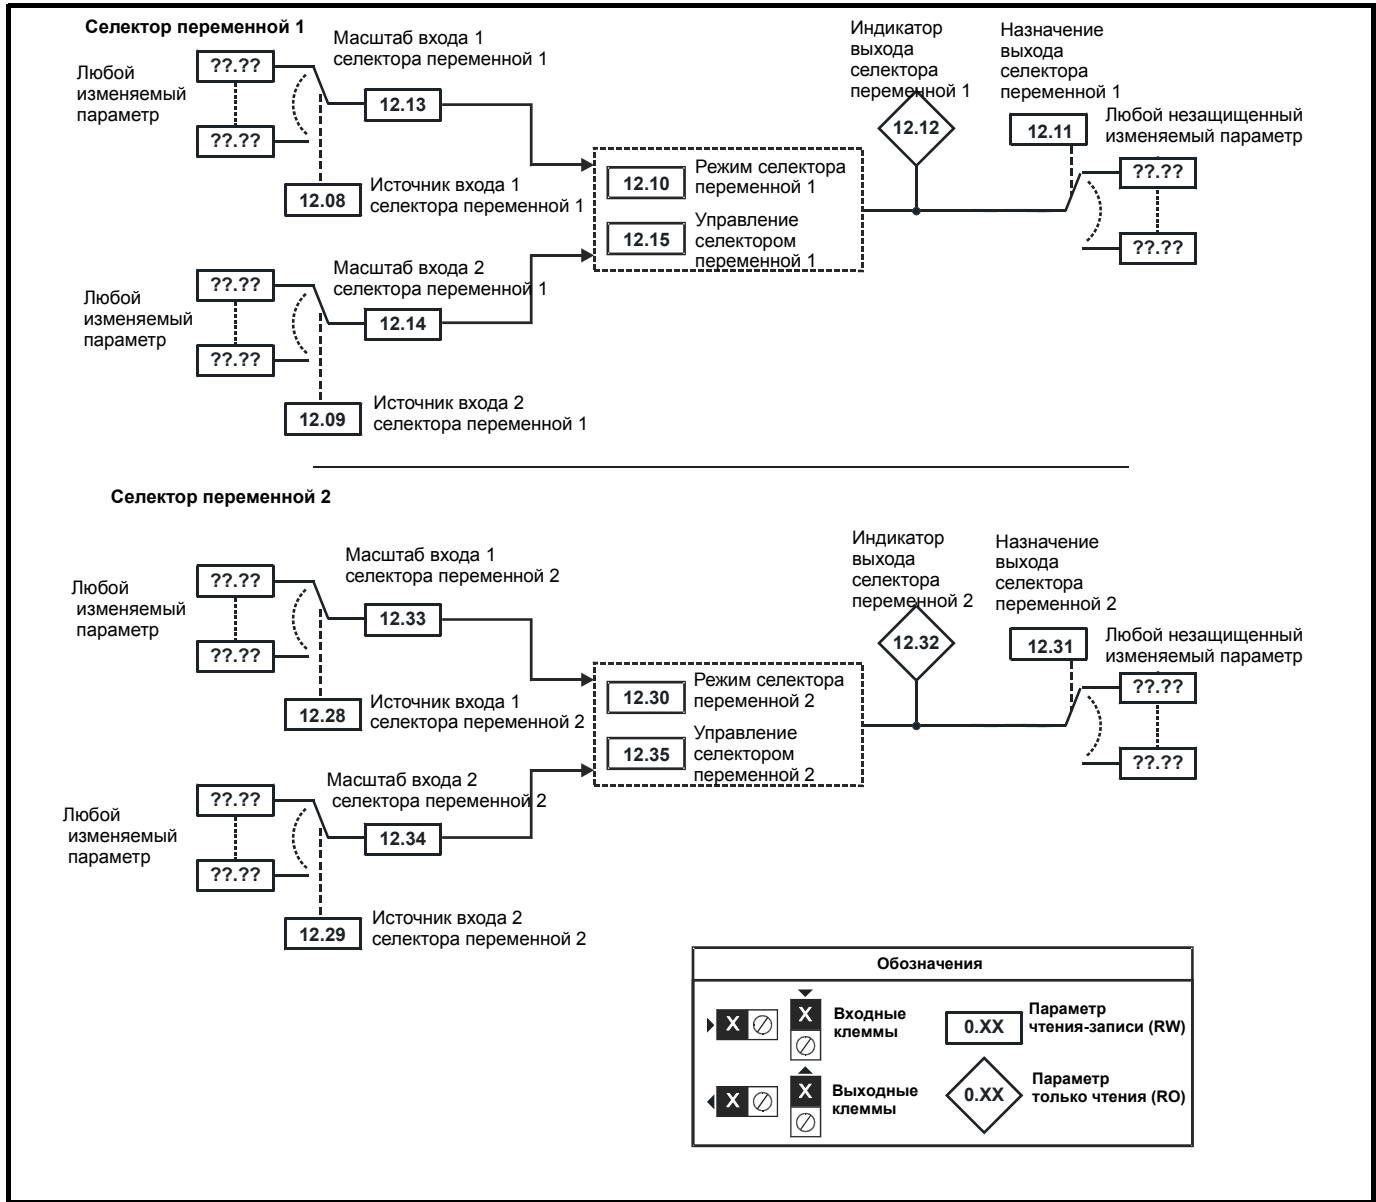 Селектор переменной 1
Масштаб входа 1
селектора переменной 1
Любой
изменяемый
параметр
??.??
??.??
12.13
12.08
Источник входа 1
селектора переменной 1
Масштаб входа 2
селектора переменной 1
Любой
изменяемый
параметр
??.??
??.??
12.14
12.09
Источник входа 2
селектора переменной 1
12.10
Режим селектора
переменной 1
12.15
Управление
селектором
переменной 1
Индикатор
выхода
селектора
переменной 1
12.12
Назначение
выхода
селектора
переменной 1
12.11
Любой незащищенный
изменяемый параметр
??.??
??.??
Селектор переменной 2
Масштаб входа 1
селектора переменной 2
Любой
изменяемый
параметр
??.??
??.??
12.33
12.28
Источник входа 1
селектора переменной 2
Масштаб входа 2
селектора переменной 2
Любой
изменяемый
параметр
??.??
??.??
12.34
12.29
Источник входа 2
селектора переменной 2
12.30
Режим селектора
переменной 2
12.35
Управление
селектором
переменной 2
Индикатор
выхода
селектора
переменной 2
12.32
Назначение
выхода
селектора
переменной 2
12.31
Любой незащищенный
изменяемый параметр
??.??
??.??
Обозначения
X
X
Входные
клеммы
0.XX
Параметр
чтения-записи (RW)
X
X
Выходные
клеммы
0.XX
Параметр
только чтения (RO)